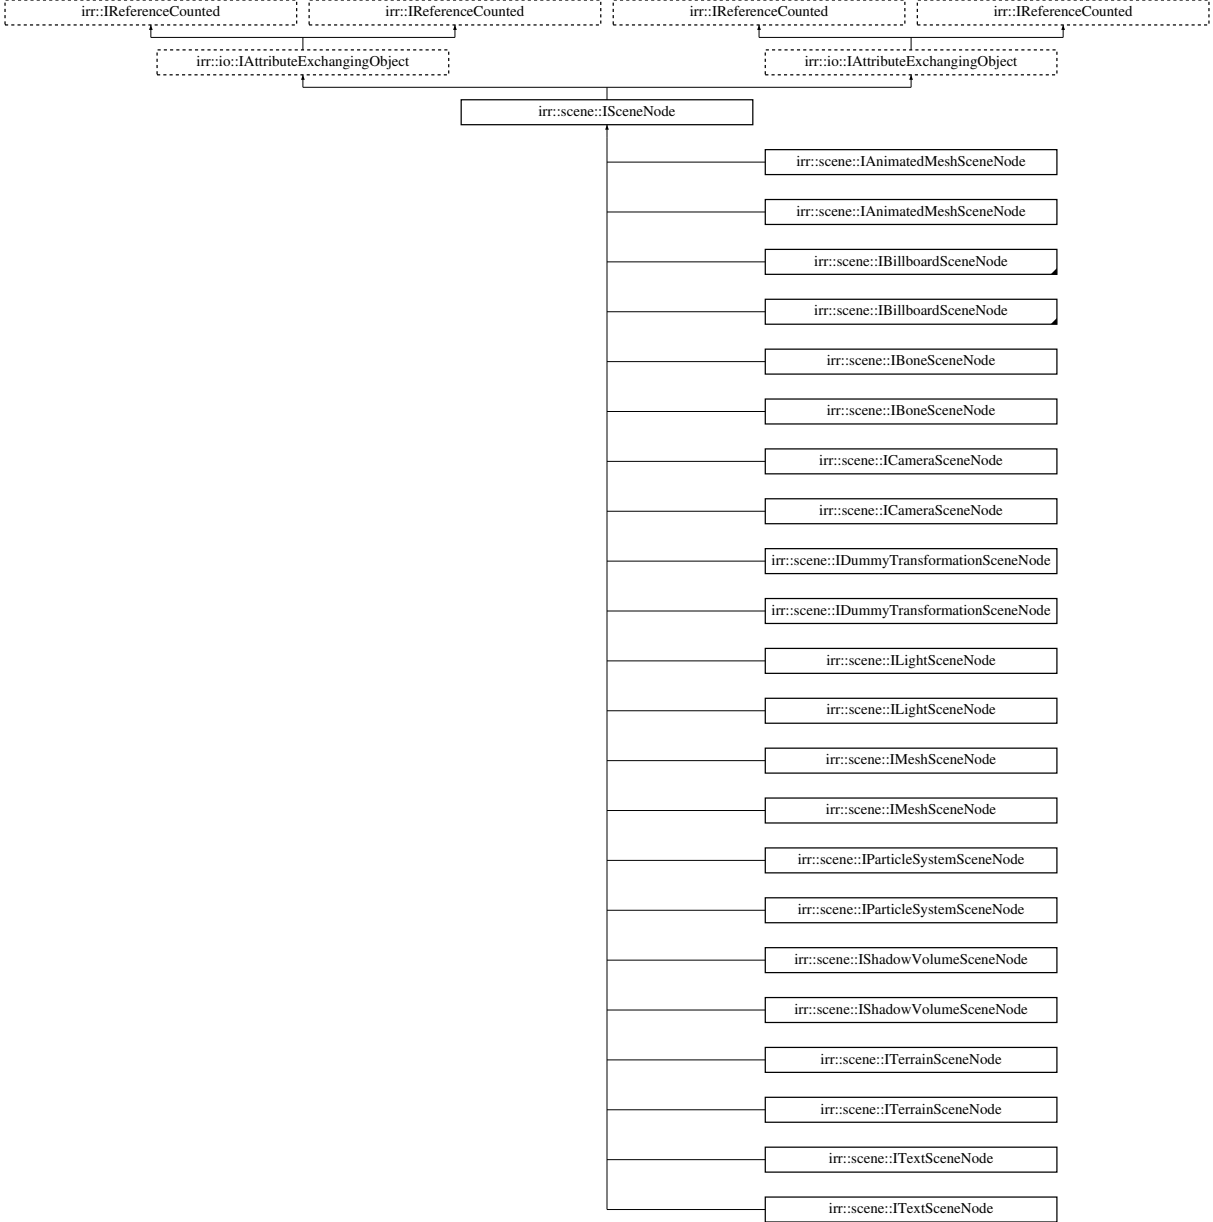 irr::IReferenceCounted irr::IReferenceCounted irr::IReferenceCounted irr::IReferenceCounted
irr::io::IAttributeExchangingObject irr::io::IAttributeExchangingObject
irr::scene::ISceneNode
irr::scene::IAnimatedMeshSceneNode
irr::scene::IAnimatedMeshSceneNode
irr::scene::IBillboardSceneNode
irr::scene::IBillboardSceneNode
irr::scene::IBoneSceneNode
irr::scene::IBoneSceneNode
irr::scene::ICameraSceneNode
irr::scene::ICameraSceneNode
irr::scene::IDummyTransformationSceneNode
irr::scene::IDummyTransformationSceneNode
irr::scene::ILightSceneNode
irr::scene::ILightSceneNode
irr::scene::IMeshSceneNode
irr::scene::IMeshSceneNode
irr::scene::IParticleSystemSceneNode
irr::scene::IParticleSystemSceneNode
irr::scene::IShadowVolumeSceneNode
irr::scene::IShadowVolumeSceneNode
irr::scene::ITerrainSceneNode
irr::scene::ITerrainSceneNode
irr::scene::ITextSceneNode
irr::scene::ITextSceneNode